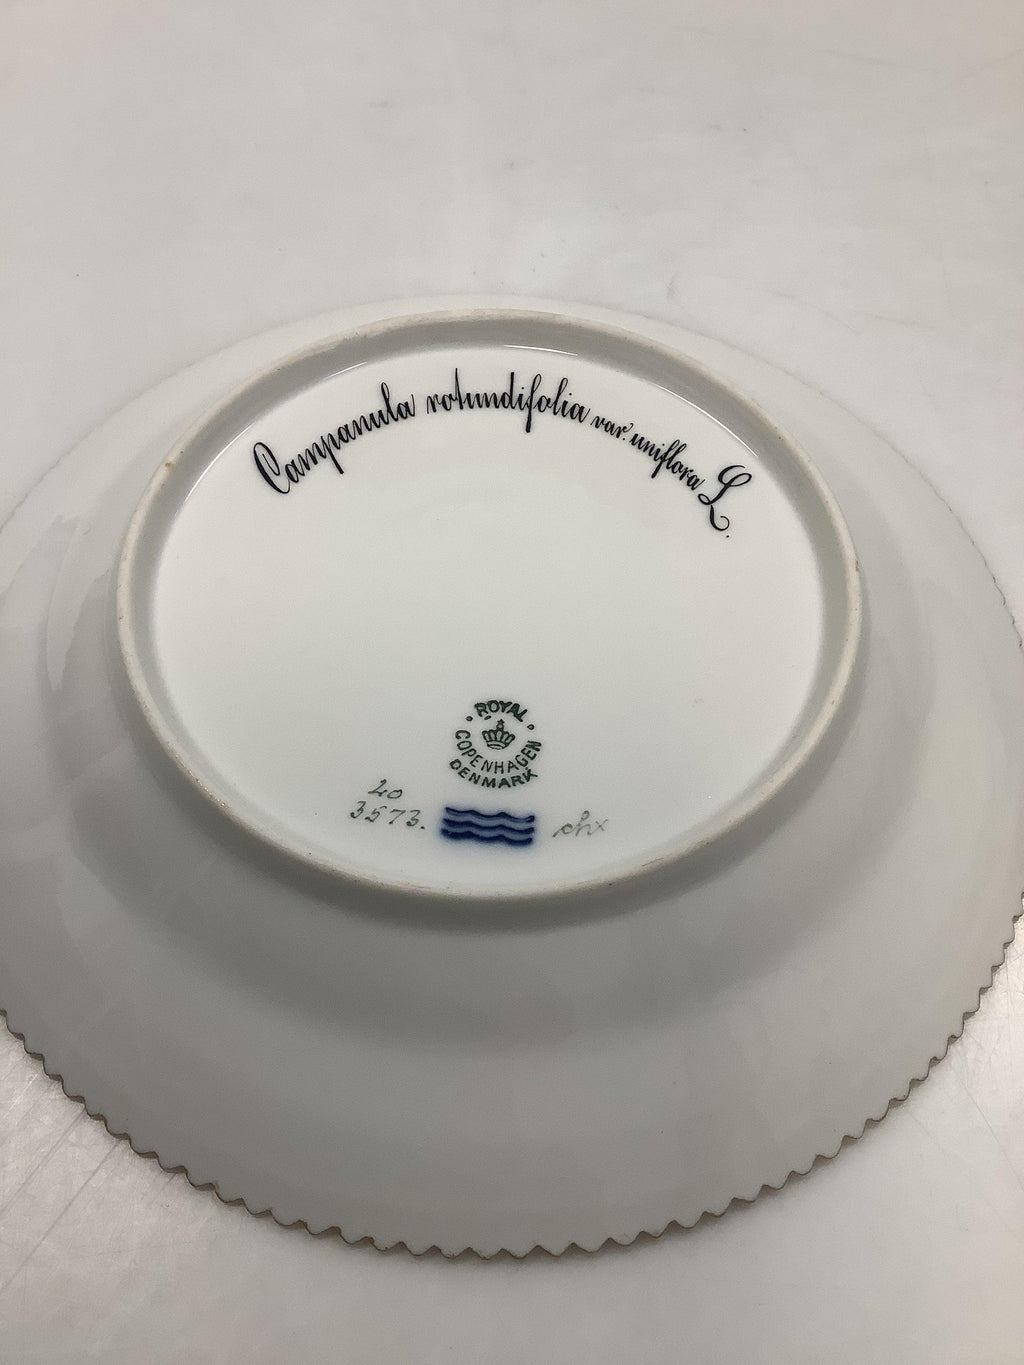 Campanula rotundifolia var. uniflora L.
ROYAL
COPENHAGEN
DENMARK
20
3573.